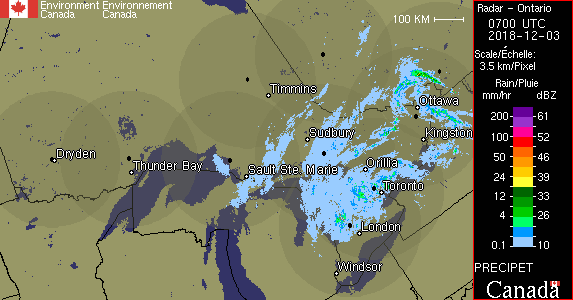 Environment Environnement
Canada Canada
100 KM
Timmins
Ottawa
Sudbury
Kingston
Dryden
Thunder Bay
Sault Ste. Marie
Orillia
Toronto
London
Windsor
Radar - Ontario
0700 UTC
2018-12-03
Scale/Échelle:
3.5 km/Pixel
Rain/Pluie
mm/hr dBZ
200 61
100 52
50 46
24 39
12 33
4 26
0.1 10
PRECIPET
Canada